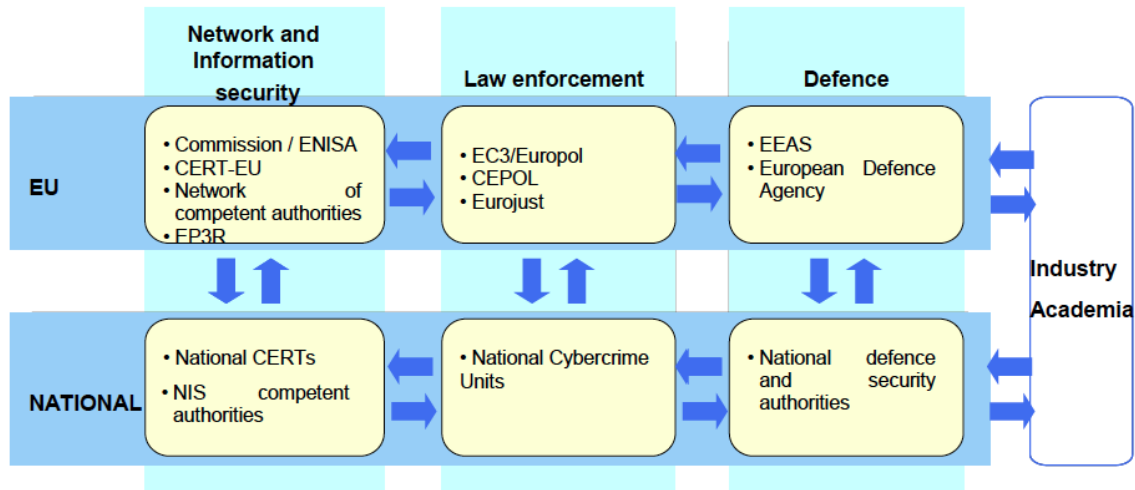 Network and
Information
security
Law enforcement
Defence
EU
• Commission / ENISA
• CERT-EU
• Network of
competent authorities
• EP3R
• EC3/Europol
• CEPOL
• Eurojust
• EEAS
• European Defence
Agency
Industry
Academia
NATIONAL
• National CERTs
• NIS competent
authorities
• National Cybercrime
Units
• National defence
and security
authorities